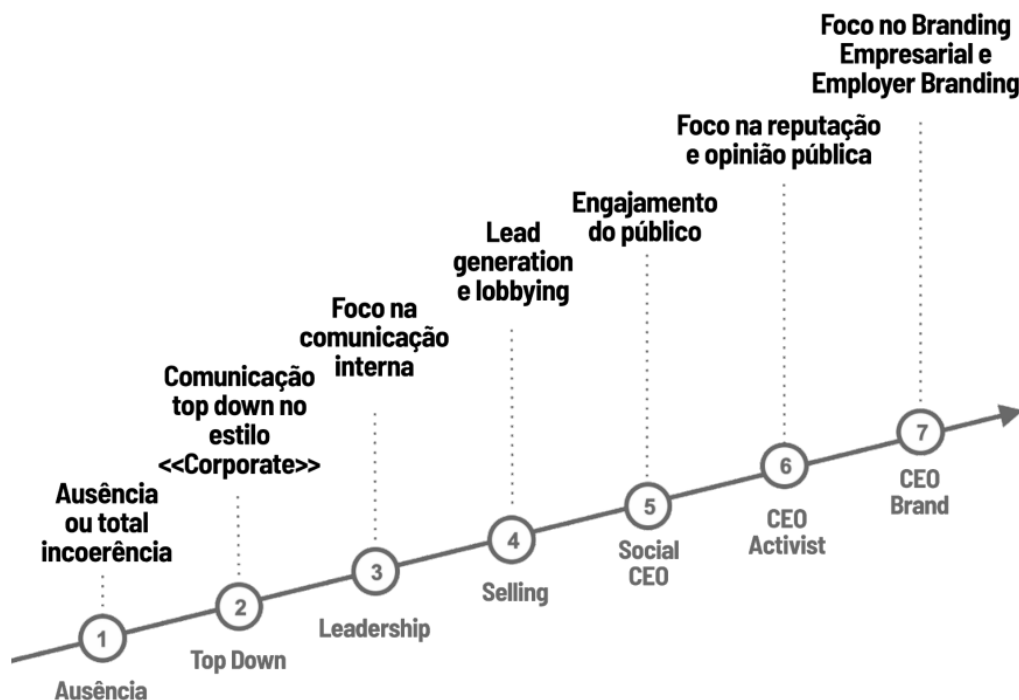 Ausência
ou total
incoerência
1
Ausência
Comunicação
top down no
estilo
<<Corporate>>
2
Top Down
Foco na
comunicação
interna
3
Leadership
Lead
generation
e lobbying
4
Selling
Engajamento
do público
5
Social
CEO
Foco na reputação
e opinião pública
6
CEO
Activist
Foco no Branding
Empresarial e
Employer Branding
7
CEO
Brand